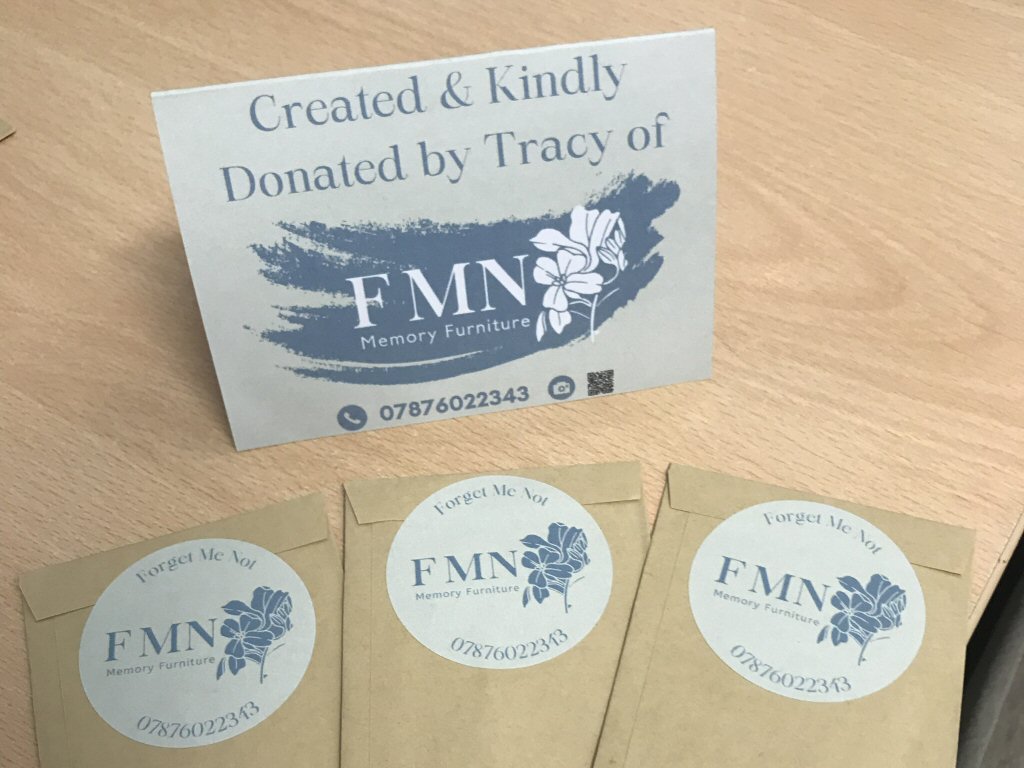 Created & Kindly
Donated by Tracy of
FMN
Memory Furniture
07876022343
Forget Me Not
FMN
Memory Furniture
07876022343
Forget Me Not
FMN
Memory Furniture
07876022343
Forget Me Not
FMN
Memory Furniture
07876022343